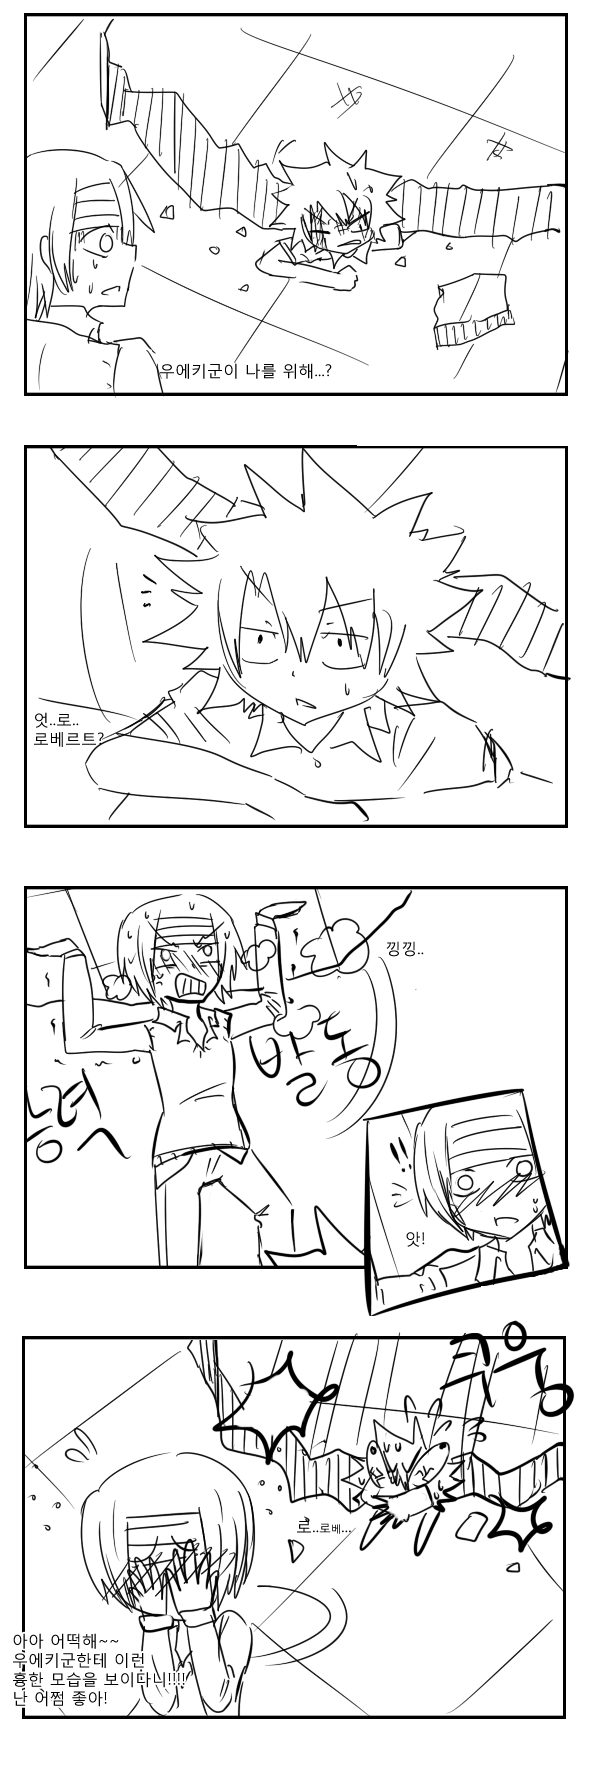 우에키군이 나를 위해...?
엇..로..
로베르트?
낑낑..
발동
앗!
쿠웅
로..로베...
아아 어떡해~~
우에키군한테 이런
흉한 모습을 보이다니!!!!
난 어쩜 좋아!